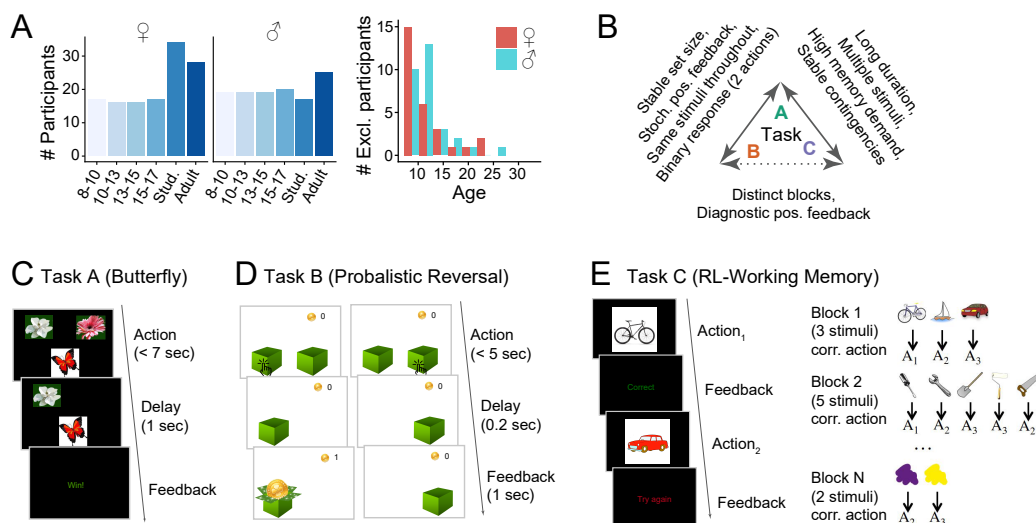 A
♀
♂
# Participants
30
20
10
0
8-10
10-13
13-15
15-17
Stud.
Adult
8-10
10-13
13-15
15-17
Stud.
Adult
# Excl. participants
15
10
5
0
10
15
20
25
30
Age
♀
♂
B
Stable set size,
Stoch. pos. feedback,
Same stimuli throughout,
Binary response (2 actions)
Long duration,
Multiple stimuli,
High memory demand,
Stable contingencies
A
Task
B
C
Distinct blocks,
Diagnostic pos. feedback
C Task A (Butterfly)
Action
(< 7 sec)
Delay
(1 sec)
Win!
Feedback
D Task B (Probalistic Reversal)
0
0
Action
(< 5 sec)
0
0
Delay
(0.2 sec)
1
0
Feedback
(1 sec)
E Task C (RL-Working Memory)
Action1
Correct
Feedback
Action2
Try again
Feedback
Block 1
(3 stimuli)
corr. action
A1 A2 A3
Block 2
(5 stimuli)
corr. action
A1 A2 A3 A3 A2
...
Block N
(2 stimuli)
corr. action
A2 A3